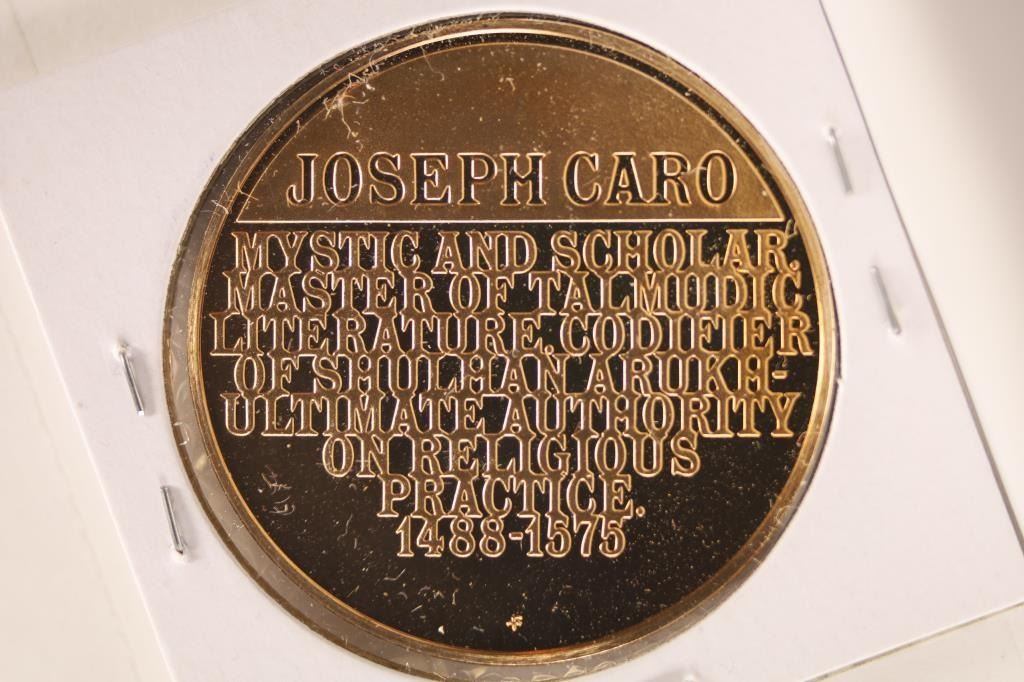 JOSEPH CARO
MYSTIC AND SCHOLAR,
MASTER OF TALMUDIC
LITERATURE. CODIFIER
OF SHULHAN ARUKH-
ULTIMATE AUTHORITY
ON RELIGIOUS
PRACTICE.
1488-1575